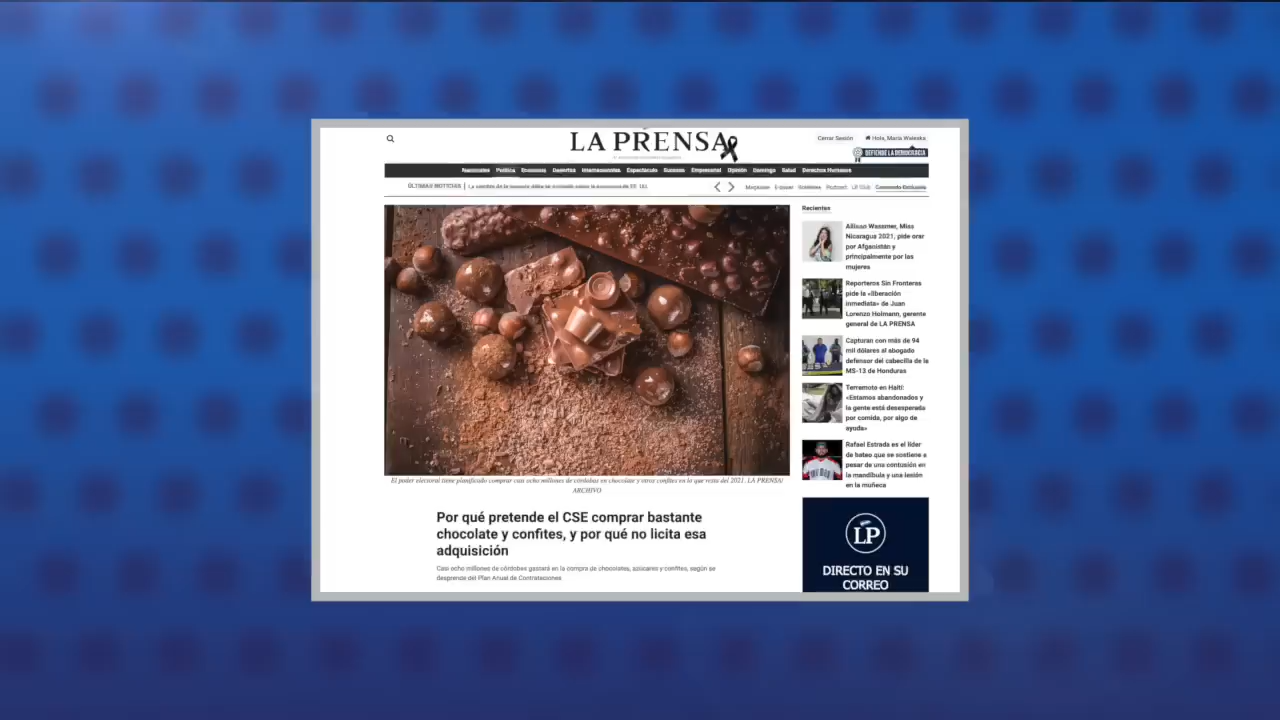 LA PRENSA
Cerrar Sesión
Hola, María Waleska
DEFIENDE LA DEMOCRACIA
Nacionales Política Economía Deportes Internacionales Espectáculo Sucesos Empresarial Opinión Domingo Salud Derechos Humanos
ÚLTIMAS NOTICIAS
Magazine
Podcast LP Club
Recientes
Allison Wassmer, Miss
Nicaragua 2021, pide orar
por Afganistán y
principalmente por las
mujeres
Reporteros Sin Fronteras
pide la «liberación
inmediata» de Juan
Lorenzo Holmann, gerente
general de LA PRENSA
Capturan con más de 94
mil dólares al abogado
defensor del cabecilla de la
MS-13 de Honduras
Terremoto en Haití:
«Estamos abandonados y
la gente está desesperada
por comida, por algo de
ayuda»
Rafael Estrada es el líder
de bateo que se sostiene a
pesar de una contusión en
la mandíbula y una lesión
en la muñeca
El poder electoral tiene planificado comprar casi ocho millones de córdobas en chocolate y otros confites en lo que resta del 2021. LA PRENSA/
ARCHIVO
Por qué pretende el CSE comprar bastante
chocolate y confites, y por qué no licita esa
adquisición
Casi ocho millones de córdobas gastará en la compra de chocolates, azúcares y confites, según se
desprende del Plan Anual de Contrataciones
LP
DIRECTO EN SU
CORREO